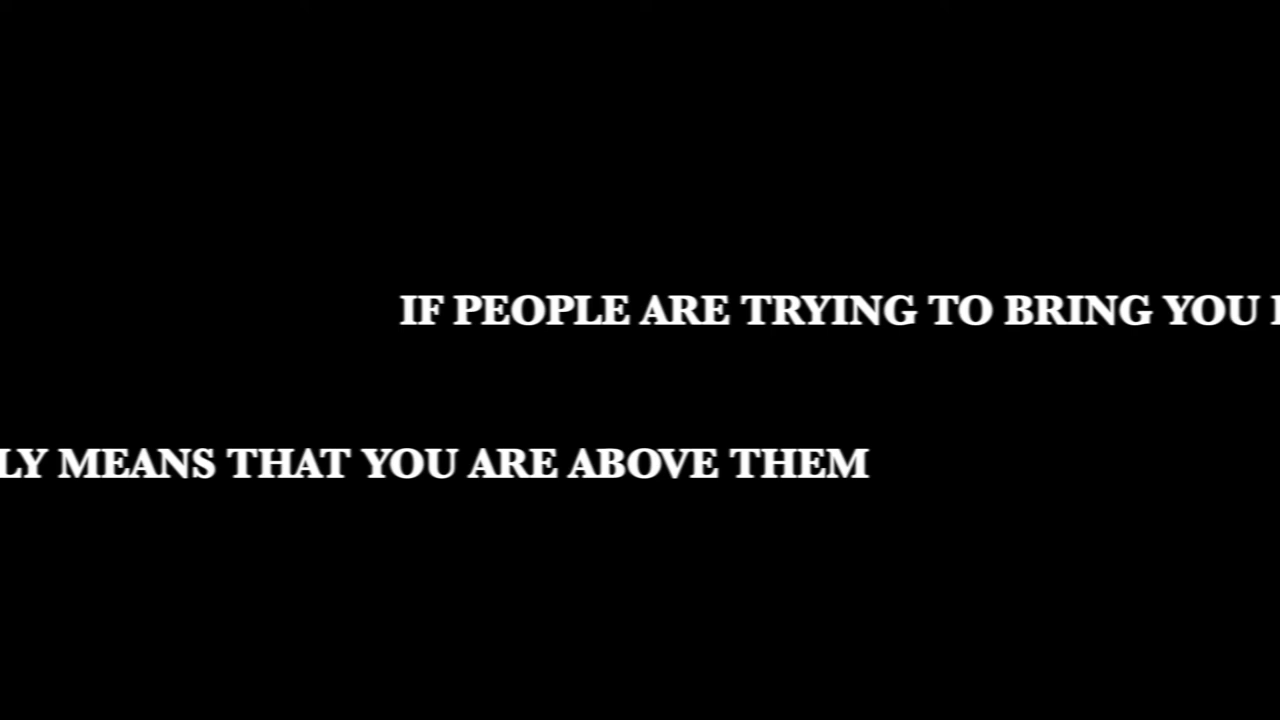 IF PEOPLE ARE TRYING TO BRING YOU
LY MEANS THAT YOU ARE ABOVE THEM